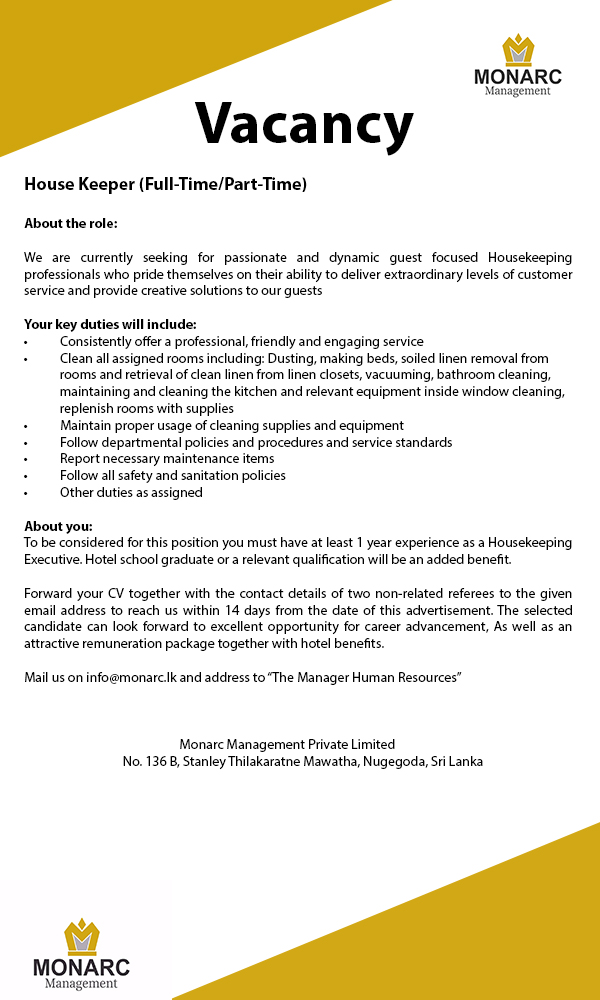 MONARC
Management
Vacancy
House Keeper (Full-Time/Part-Time)
About the role:
We are currently seeking for passionate and dynamic guest focused Housekeeping
professionals who pride themselves on their ability to deliver extraordinary levels of customer
service and provide creative solutions to our guests
Your key duties will include:
• Consistently offer a professional, friendly and engaging service
• Clean all assigned rooms including: Dusting, making beds, soiled linen removal from
rooms and retrieval of clean linen from linen closets, vacuuming, bathroom cleaning,
maintaining and cleaning the kitchen and relevant equipment inside window cleaning,
replenish rooms with supplies
• Maintain proper usage of cleaning supplies and equipment
• Follow departmental policies and procedures and service standards
• Report necessary maintenance items
• Follow all safety and sanitation policies
• Other duties as assigned
About you:
To be considered for this position you must have at least 1 year experience as a Housekeeping
Executive. Hotel school graduate or a relevant qualification will be an added benefit.
Forward your CV together with the contact details of two non-related referees to the given
email address to reach us within 14 days from the date of this advertisement. The selected
candidate can look forward to excellent opportunity for career advancement, As well as an
attractive remuneration package together with hotel benefits.
Mail us on info@monarc.lk and address to “The Manager Human Resources”
Monarc Management Private Limited
No. 136 B, Stanley Thilakaratne Mawatha, Nugegoda, Sri Lanka
MONARC
Management